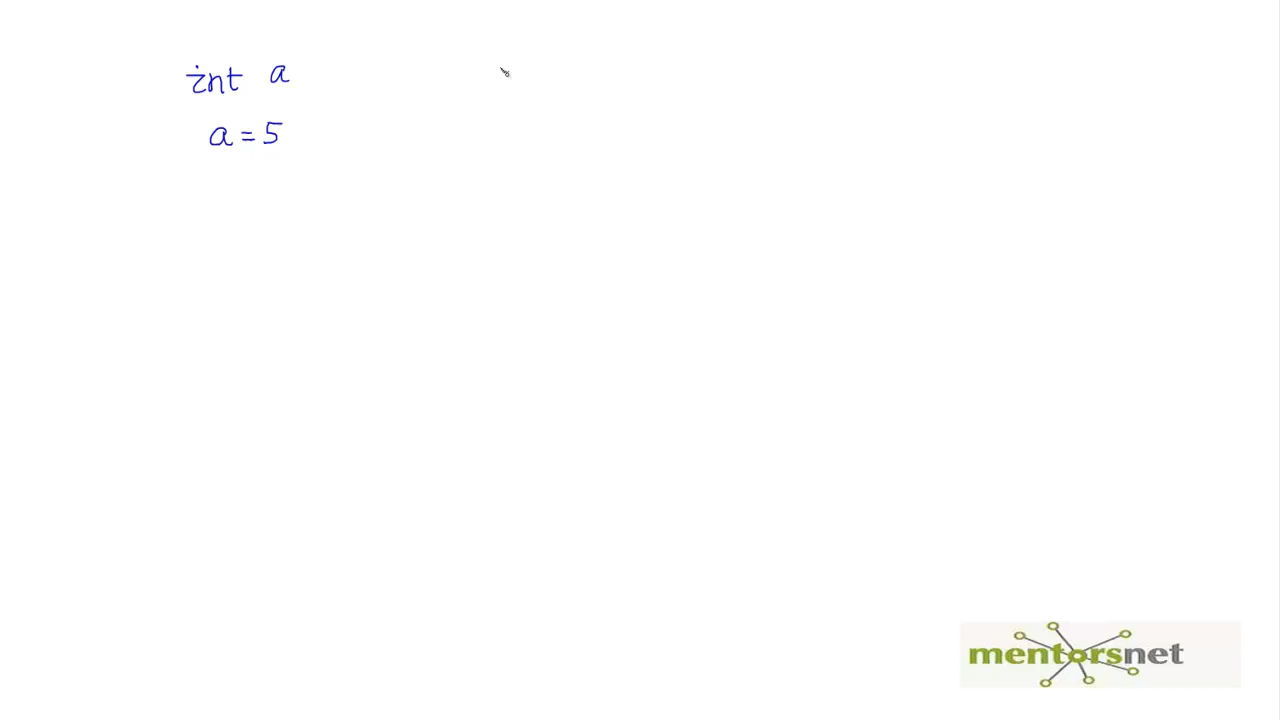 int a
a = 5
mentorsnet